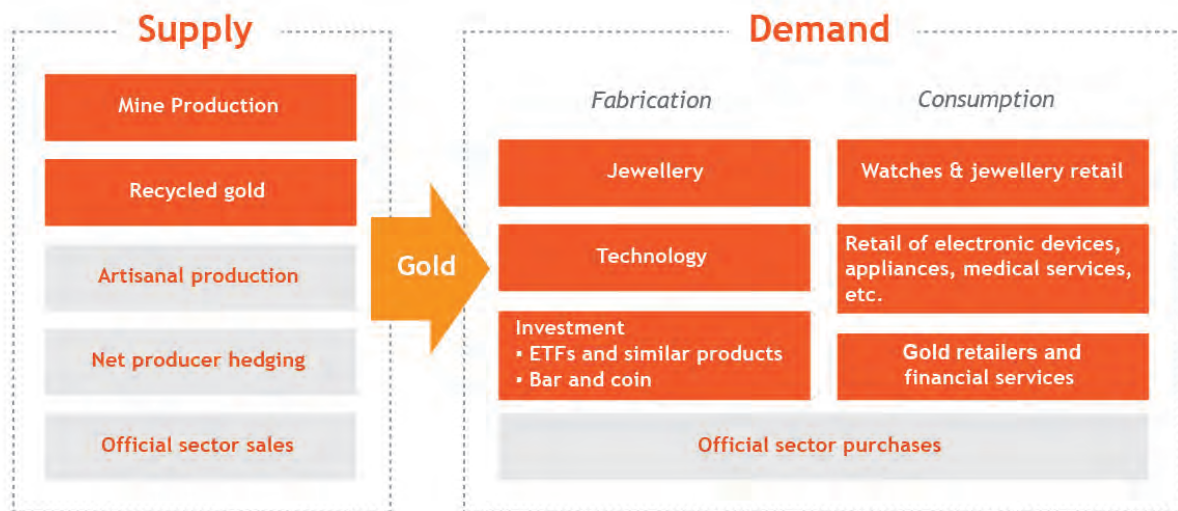 Supply
Mine Production
Recycled gold
Artisanal production
Net producer hedging
Official sector sales
Gold
Demand
Fabrication
Consumption
Jewellery
Watches & jewellery retail
Technology
Retail of electronic devices,
appliances, medical services,
etc.
Investment
▪ ETFs and similar products
▪ Bar and coin
Gold retailers and
financial services
Official sector purchases